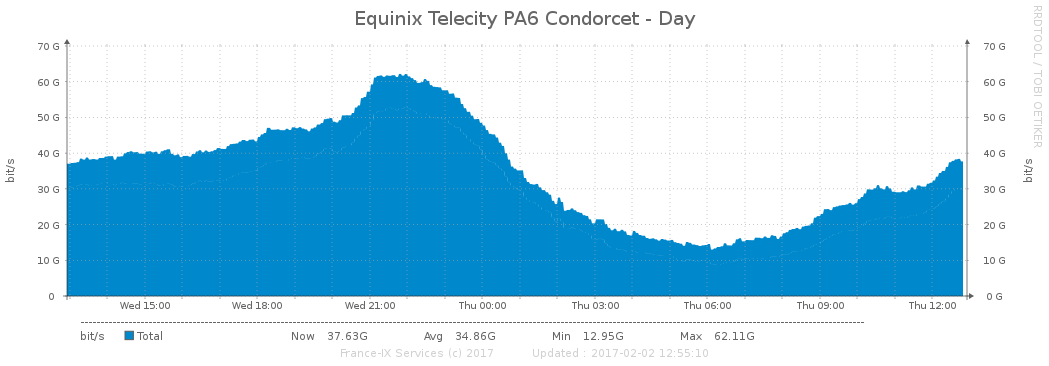 Equinix Telecity PA6 Condorcet - Day
RRDTOOL / TOBI OETIKER
70 G 70 G
60 G 60 G
50 G 50 G
40 G 40 G
30 G 30 G
20 G 20 G
10 G 10 G
0 0 G
bit/s bit/s
Wed 15:00 Wed 18:00 Wed 21:00 Thu 00:00 Thu 03:00 Thu 06:00 Thu 09:00 Thu 12:00
bit/s Total Now 37.63G Avg 34.86G Min 12.95G Max 62.11G
France-IX Services (c) 2017 Updated : 2017-02-02 12:55:10